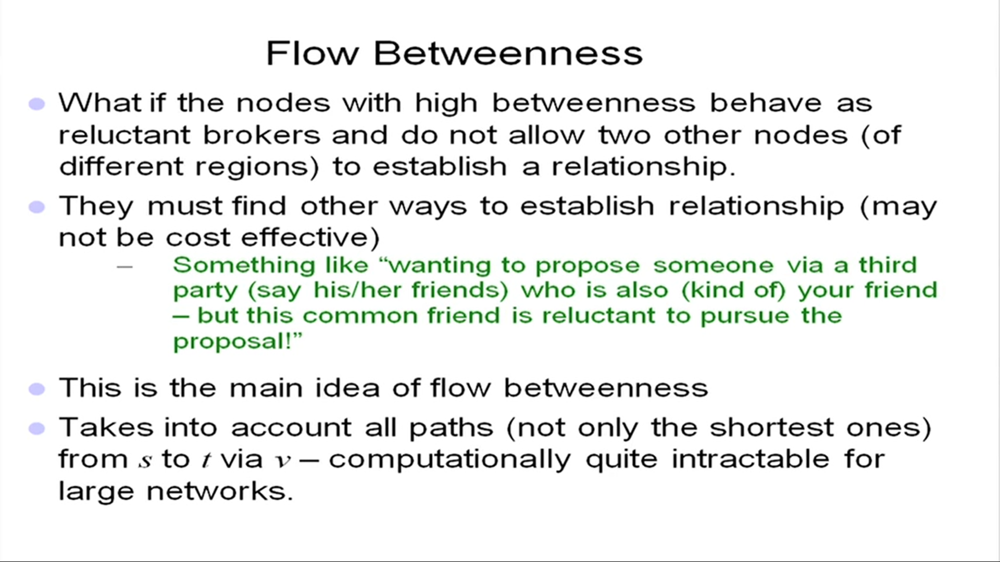 Flow Betweenness
What if the nodes with high betweenness behave as
reluctant brokers and do not allow two other nodes (of
different regions) to establish a relationship.
They must find other ways to establish relationship (may
not be cost effective)
– Something like “wanting to propose someone via a third
party (say his/her friends) who is also (kind of) your friend
– but this common friend is reluctant to pursue the
proposal!”
This is the main idea of flow betweenness
Takes into account all paths (not only the shortest ones)
from s to t via v – computationally quite intractable for
large networks.